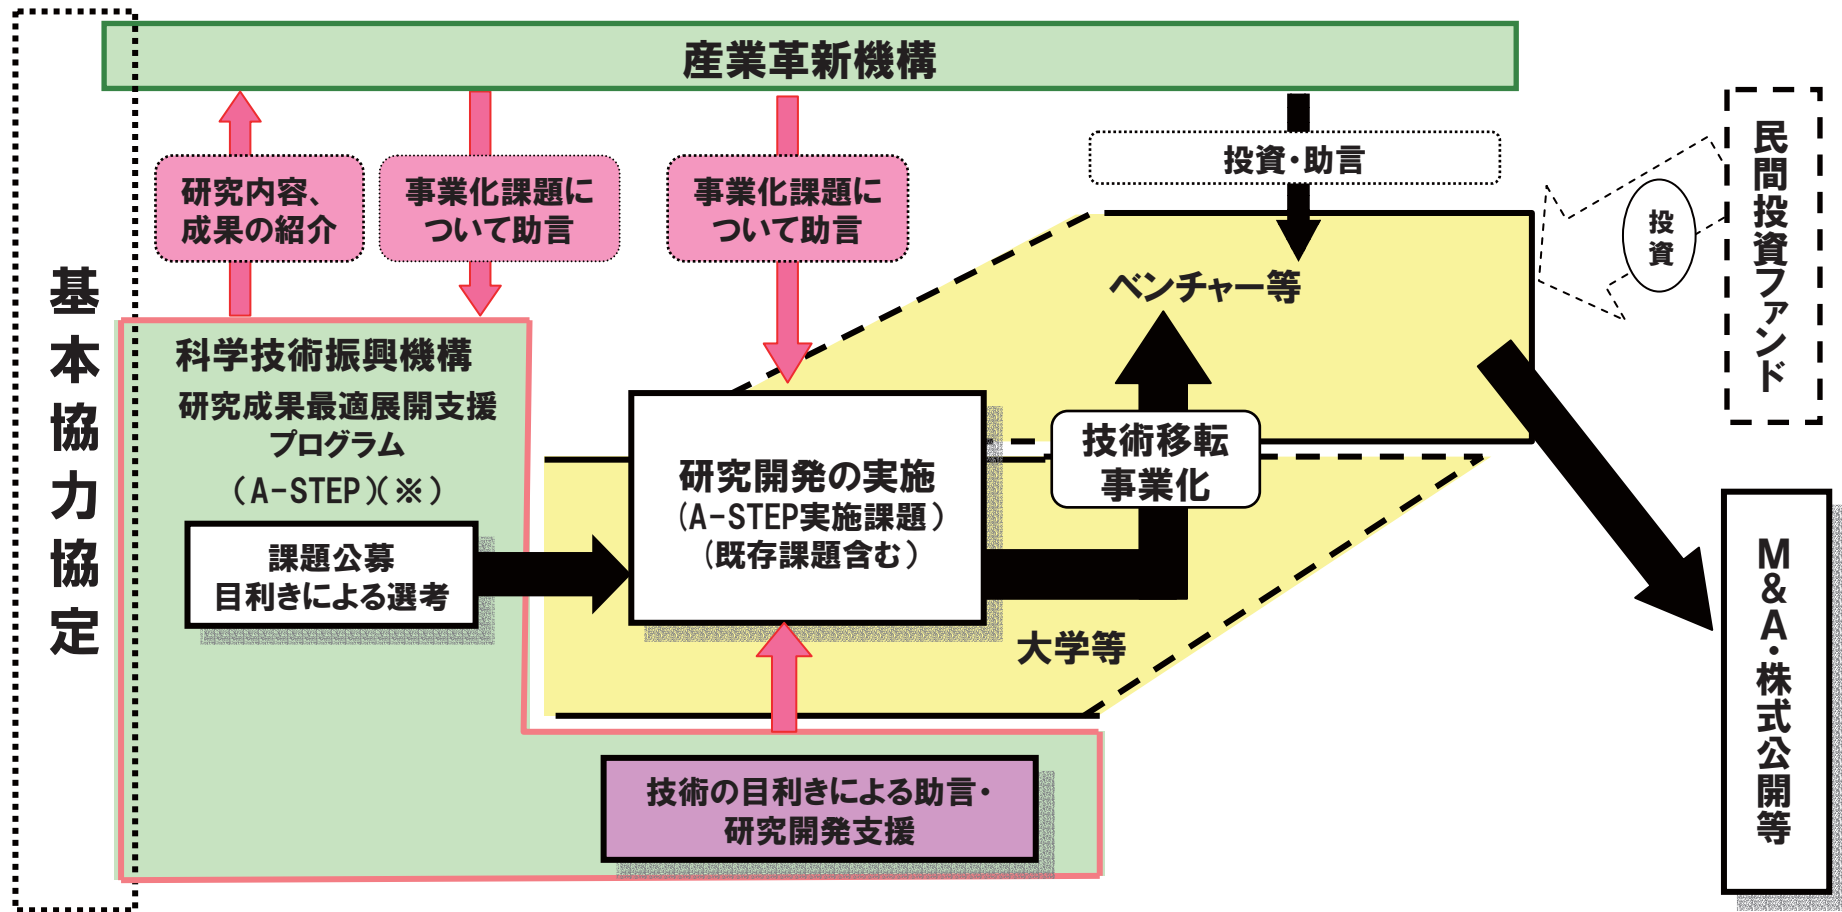 産業革新機構
基本協力協定
研究内容、
成果の紹介
事業化課題に
ついて助言
事業化課題に
ついて助言
投資・助言
民間投資ファンド
投資
ベンチャー等
科学技術振興機構
研究成果最適展開支援
プログラム
（A-STEP）（※）
課題公募
目利きによる選考
研究開発の実施
（A-STEP実施課題）
（既存課題含む）
技術移転
事業化
大学等
技術の目利きによる助言・
研究開発支援
M&A・株式公開等